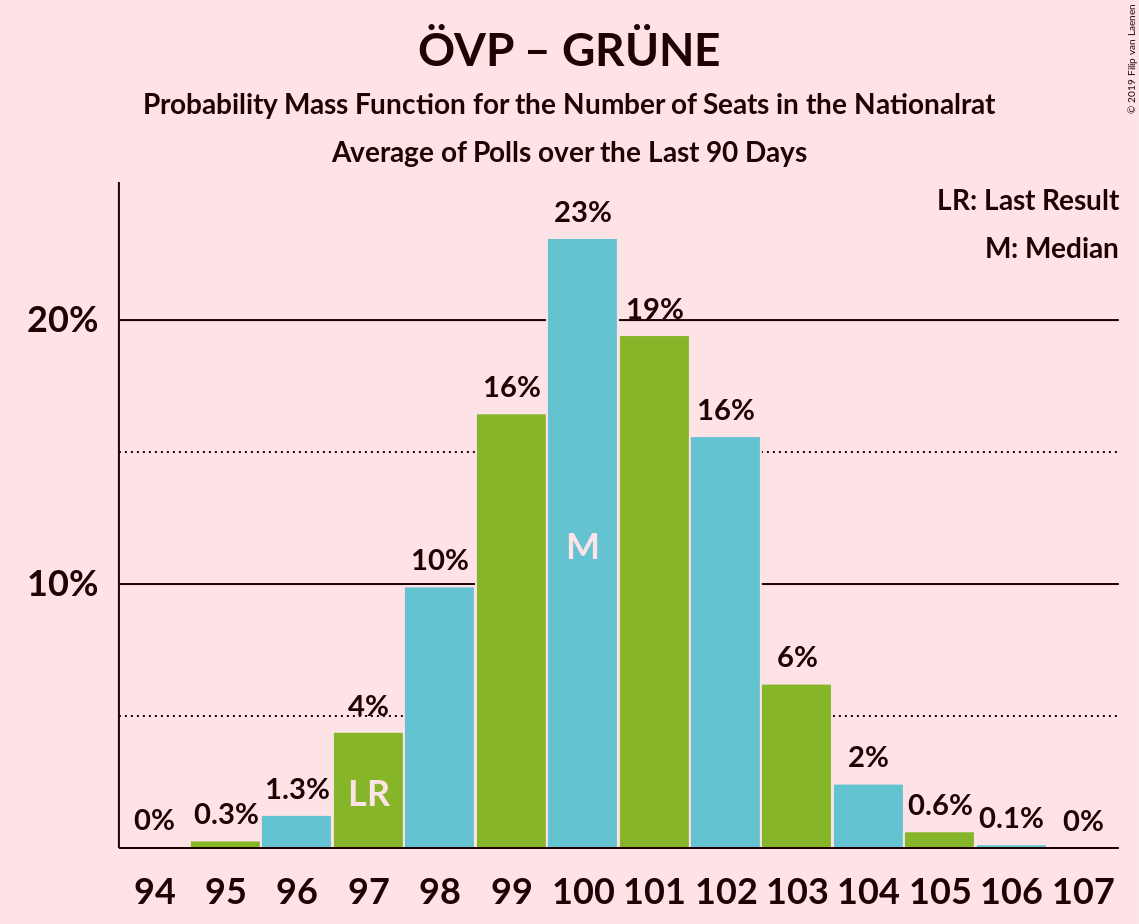 ÖVP – GRÜNE
Probability Mass Function for the Number of Seats in the Nationalrat
Average of Polls over the Last 90 Days
© 2019 Filip van Laenen
LR: Last Result
M: Median
20%
10%
0%
0.3%
1.3%
4%
10%
16%
23%
19%
16%
6%
2%
0.6%
0.1%
0%
LR
M
94 95 96 97 98 99 100 101 102 103 104 105 106 107